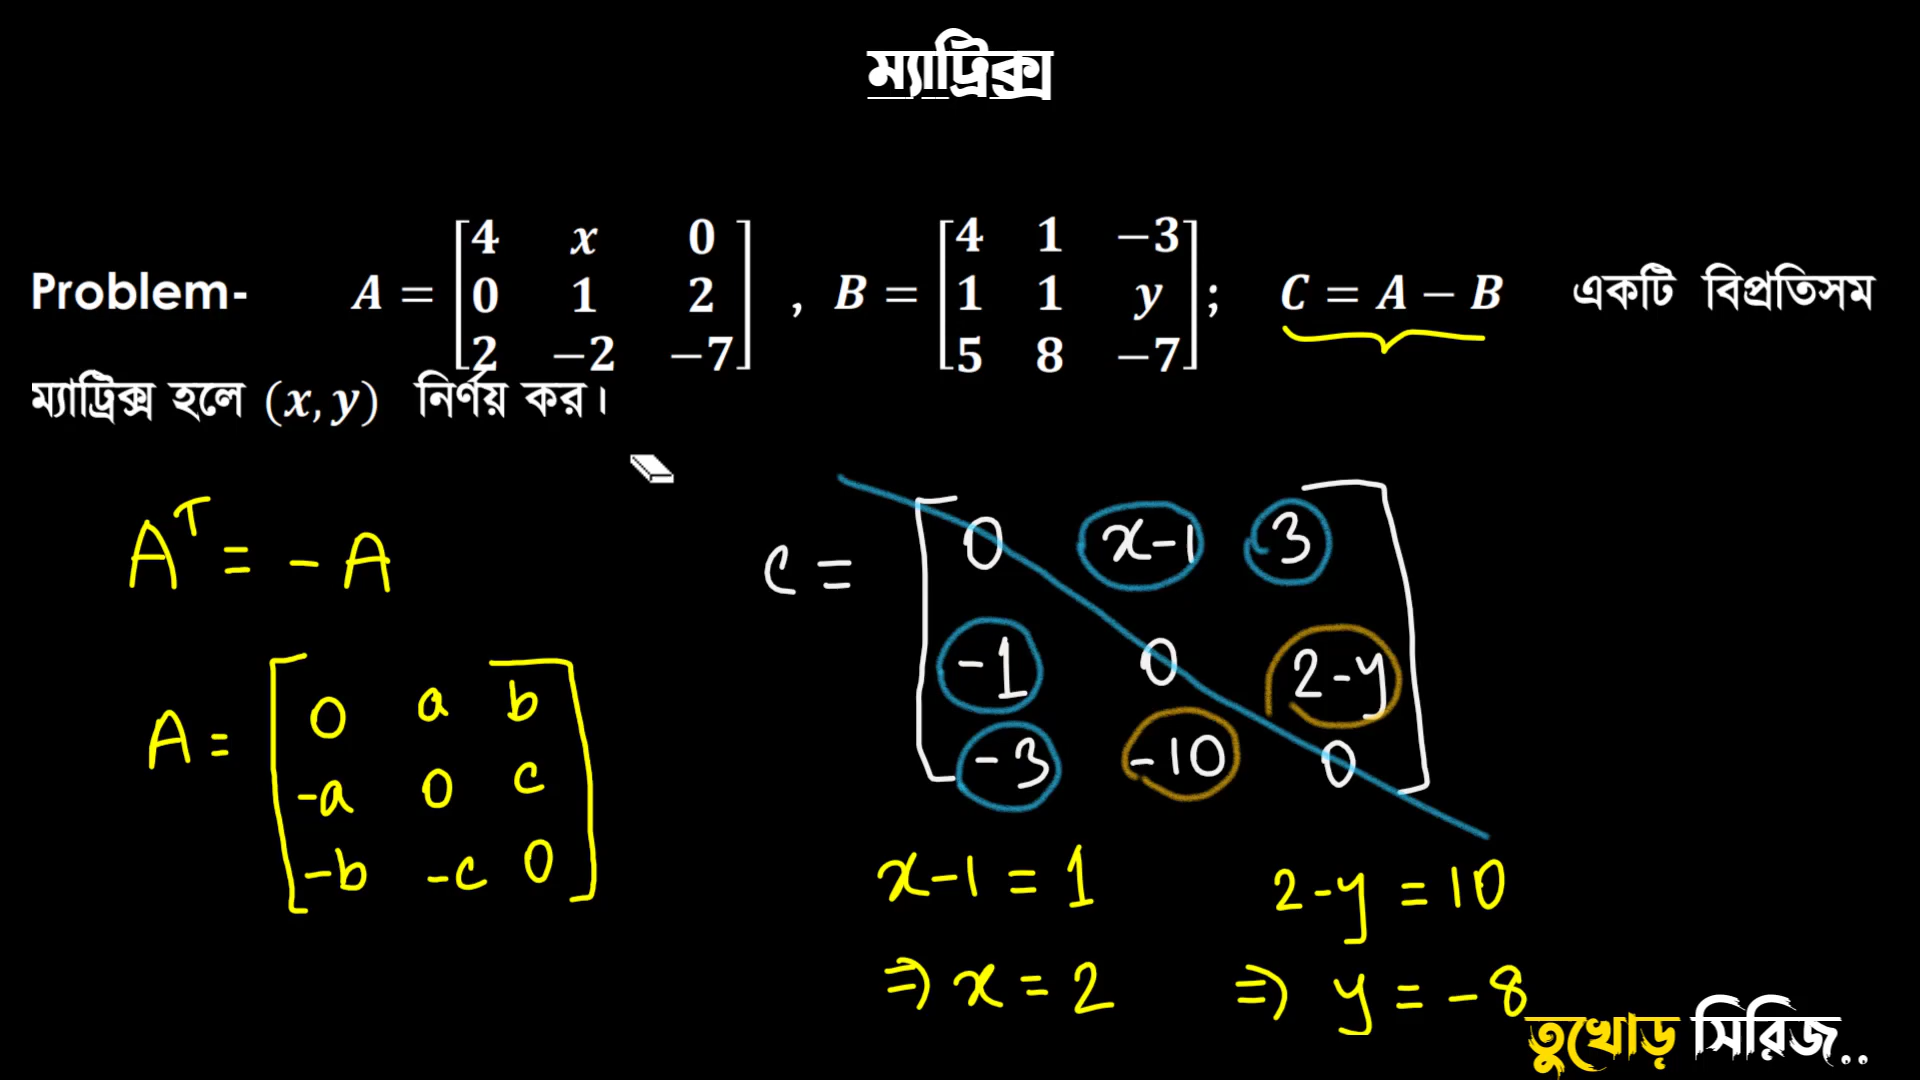 ম্যাট্রিক্স
Problem- A = [4 x 0; 0 1 2; 2 −2 −7] , B = [4 1 −3; 1 1 y; 5 8 −7]; C = A − B একটি বিপ্রতিসম
ম্যাট্রিক্স হলে (x, y) নির্ণয় কর।
Aᵀ = - A
A = [0 a b; -a 0 c; -b -c 0]
C = [0 x-1 3; -1 0 2-y; -3 -10 0]
x-1 = 1
⇒ x = 2
2-y = 10
⇒ y = -8
তুখোড় সিরিজ..